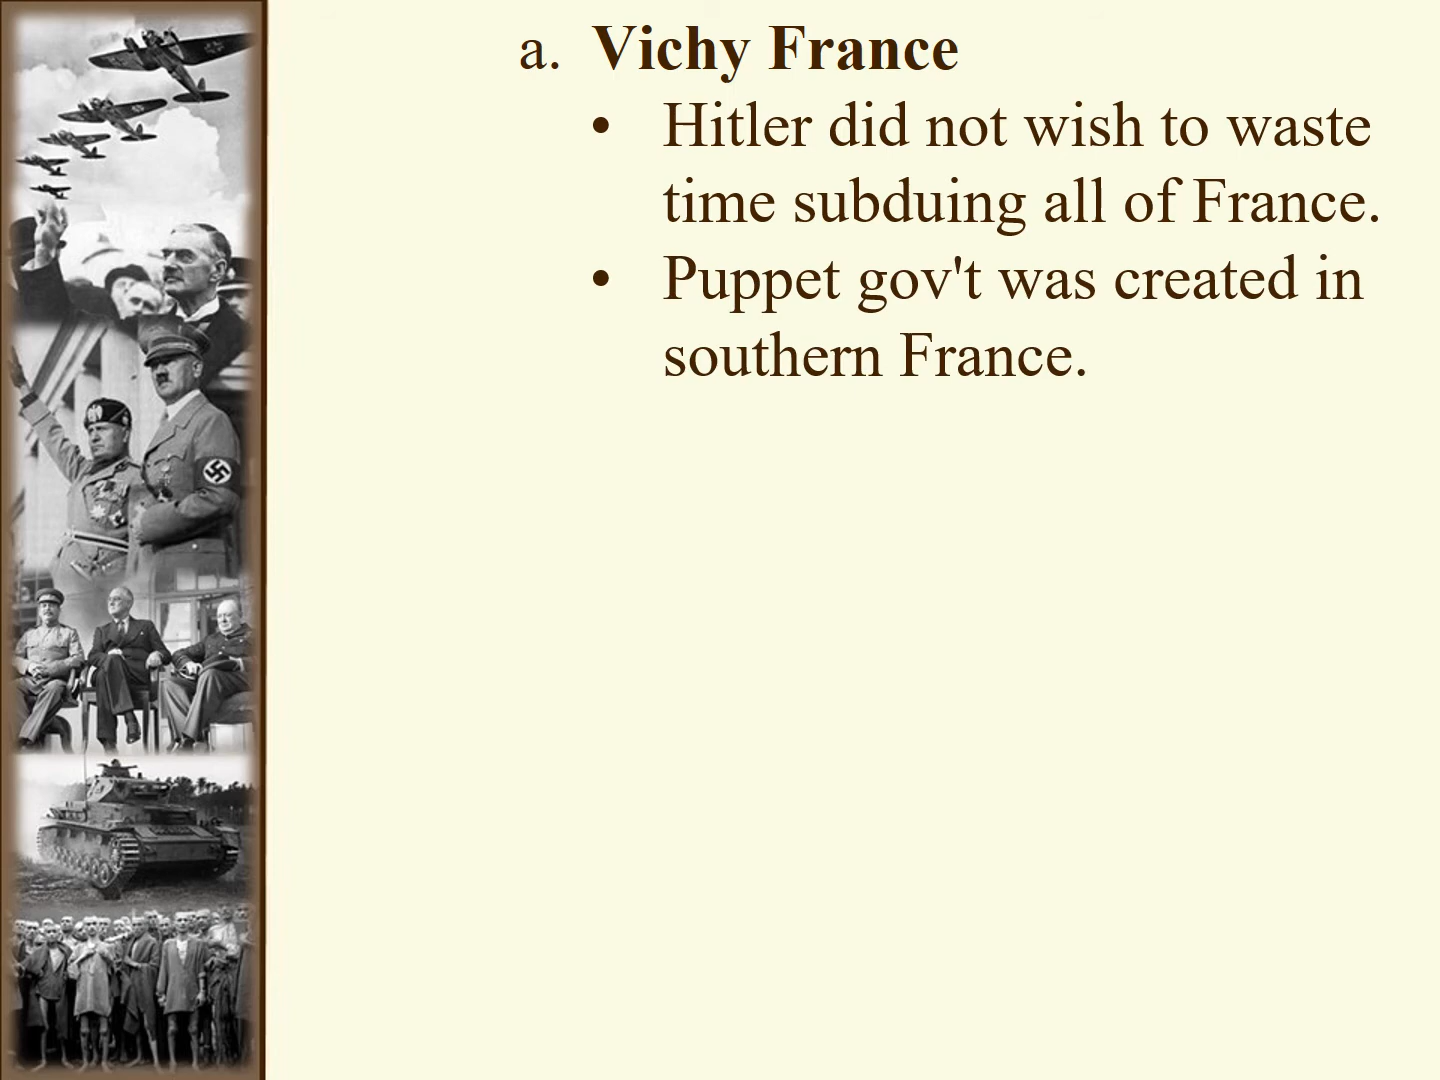 a. Vichy France
• Hitler did not wish to waste
time subduing all of France.
• Puppet gov't was created in
southern France.